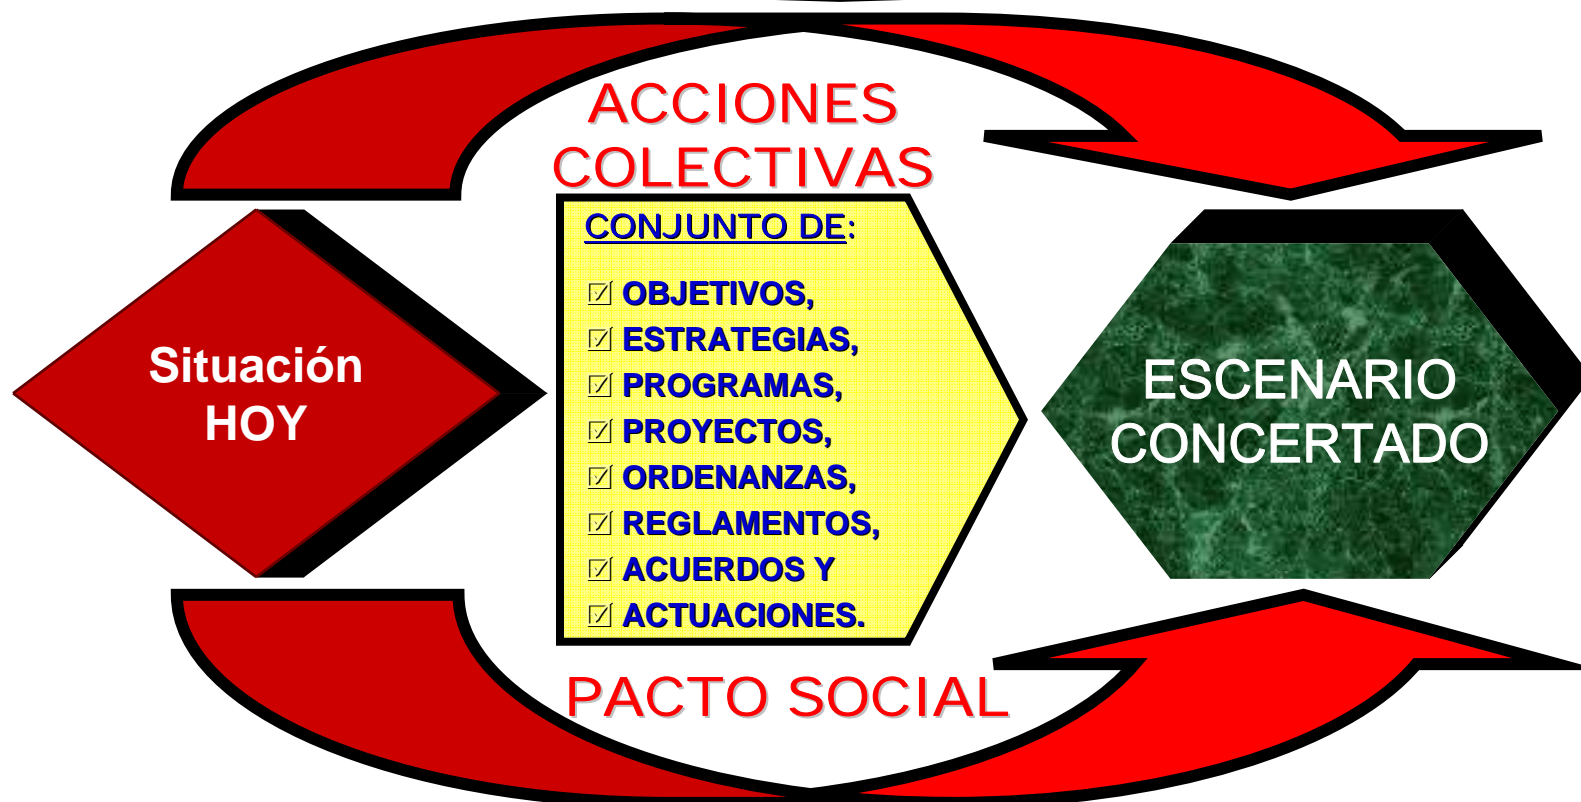 ACCIONES
COLECTIVAS
Situación
HOY
CONJUNTO DE:
☑ OBJETIVOS,
☑ ESTRATEGIAS,
☑ PROGRAMAS,
☑ PROYECTOS,
☑ ORDENANZAS,
☑ REGLAMENTOS,
☑ ACUERDOS Y
☑ ACTUACIONES.
ESCENARIO
CONCERTADO
PACTO SOCIAL